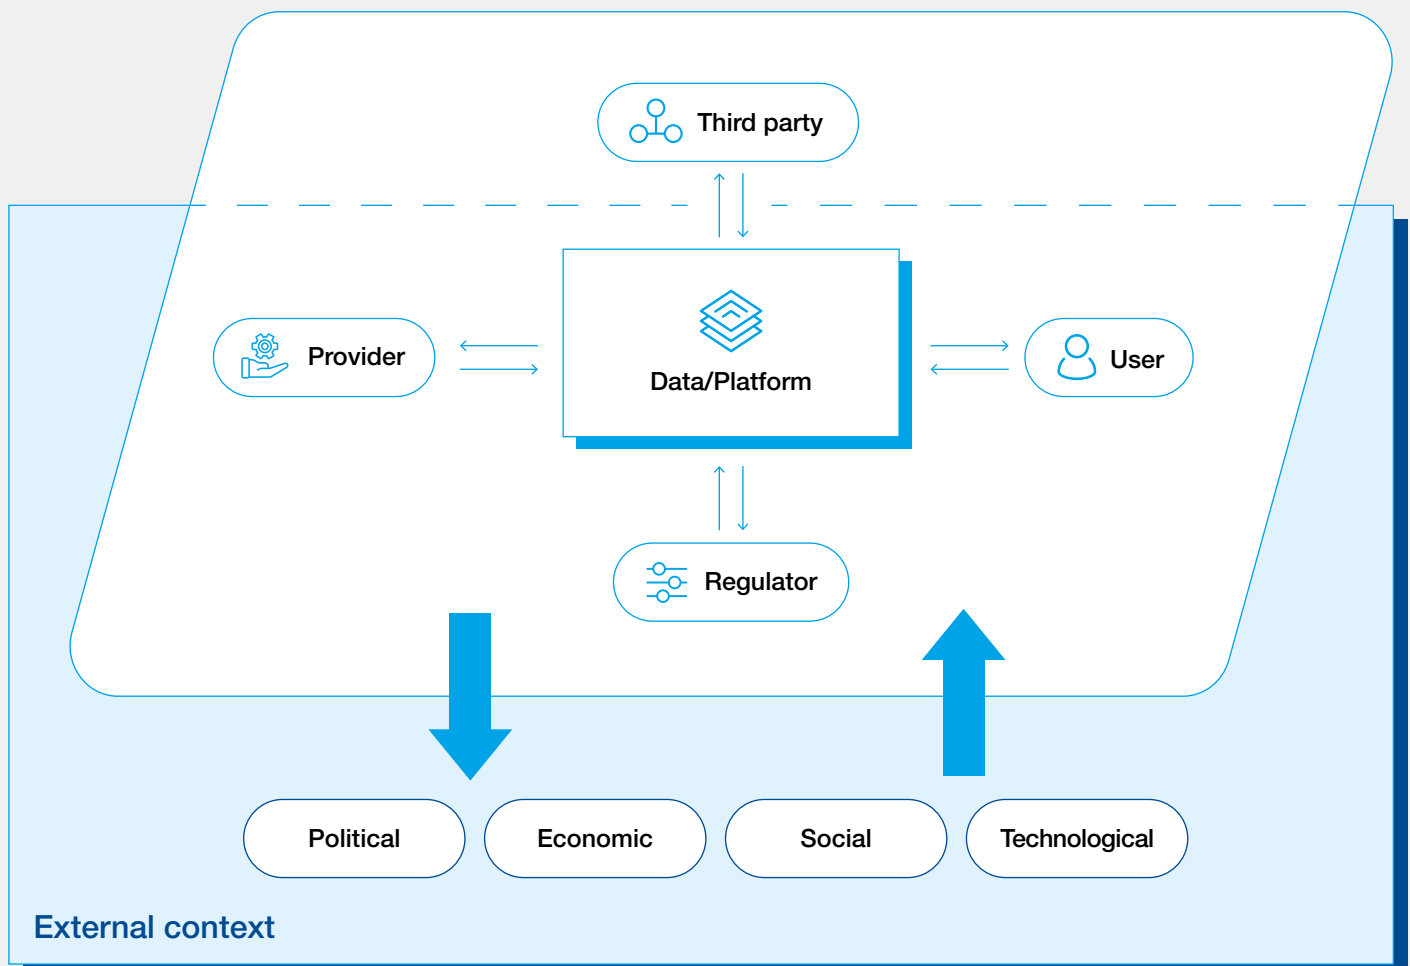 Third party
Provider
Data/Platform
User
Regulator
Political
Economic
Social
Technological
External context